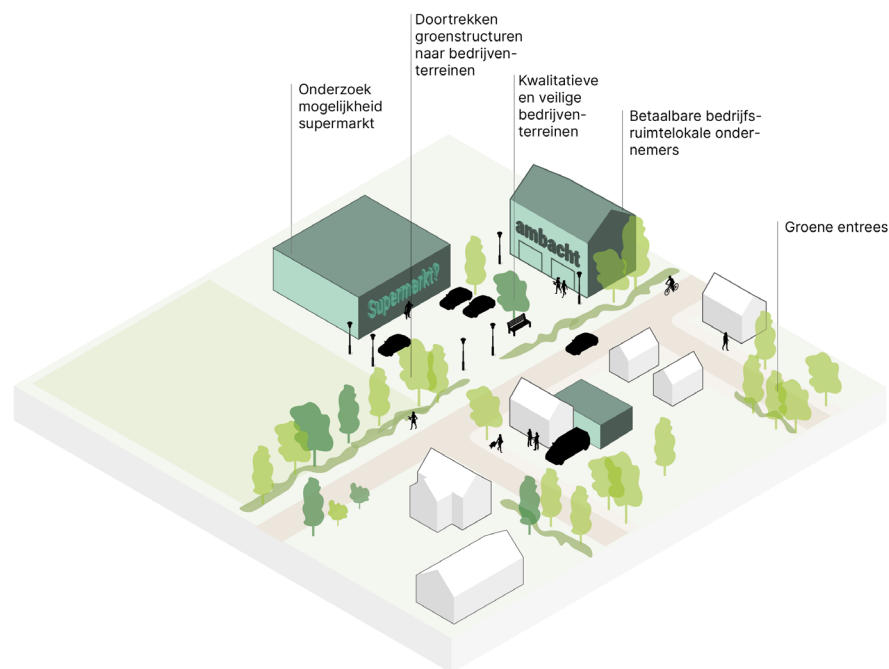 Doortrekken
groenstructuren
naar bedrijven-
terreinen
Kwalitatieve
en veilige
bedrijven-
terreinen
Onderzoek
mogelijkheid
supermarkt
Betaalbare bedrijfs-
ruimtelokale onder-
nemers
Groene entrees
ambacht
Supermarkt?